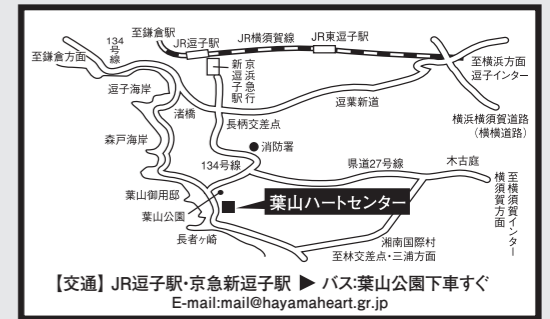 至鎌倉駅
134号線
JR逗子駅
JR横須賀線
JR東逗子駅
至鎌倉方面
至横浜方面
逗子インター
京浜急行
新逗子駅
逗子海岸
逗葉新道
渚橋
横浜横須賀道路
(横横道路)
長柄交差点
森戸海岸
消防署
134号線
県道27号線
木古庭
葉山御用邸
葉山公園
葉山ハートセンター
至横須賀インター
横須賀方面
長者ヶ崎
湘南国際村
至林交差点・三浦方面
【交通】JR逗子駅・京急新逗子駅 ▶ バス:葉山公園下車すぐ
E-mail:mail@hayamaheart.gr.jp